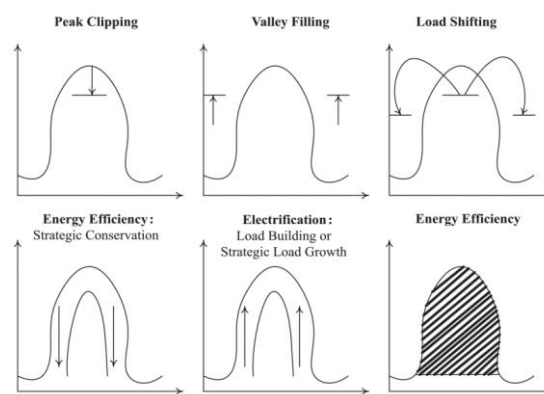 Peak Clipping
Valley Filling
Load Shifting
Energy Efficiency:
Strategic Conservation
Electrification:
Load Building or
Strategic Load Growth
Energy Efficiency